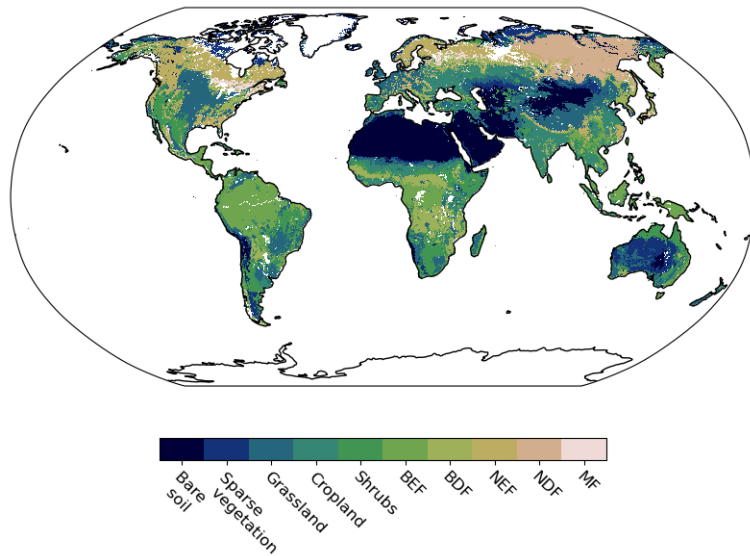 Bare
soil
Sparse
vegetation
Grassland
Cropland
Shrubs
BEF
BDF
NEF
NDF
MF